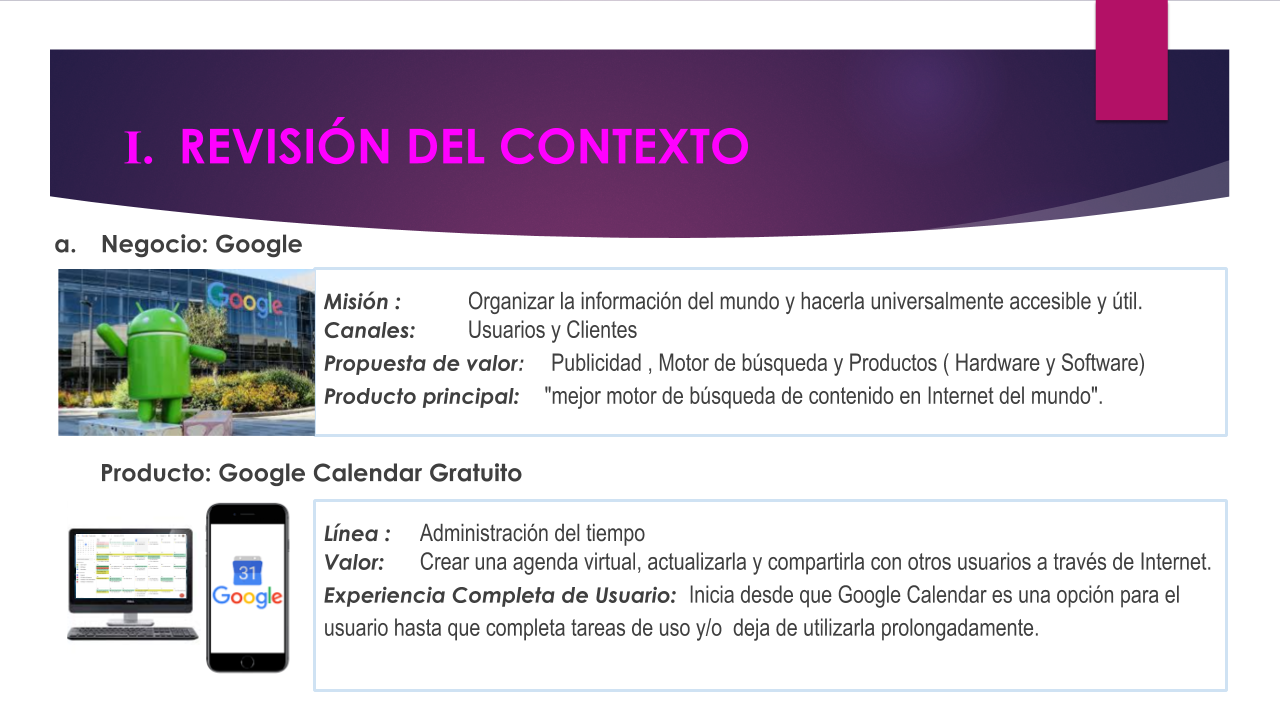 I. REVISIÓN DEL CONTEXTO
a. Negocio: Google
Google
Misión : Organizar la información del mundo y hacerla universalmente accesible y útil.
Canales: Usuarios y Clientes
Propuesta de valor: Publicidad , Motor de búsqueda y Productos ( Hardware y Software)
Producto principal: "mejor motor de búsqueda de contenido en Internet del mundo".
Producto: Google Calendar Gratuito
31
Google
Línea : Administración del tiempo
Valor: Crear una agenda virtual, actualizarla y compartirla con otros usuarios a través de Internet.
Experiencia Completa de Usuario: Inicia desde que Google Calendar es una opción para el
usuario hasta que completa tareas de uso y/o deja de utilizarla prolongadamente.